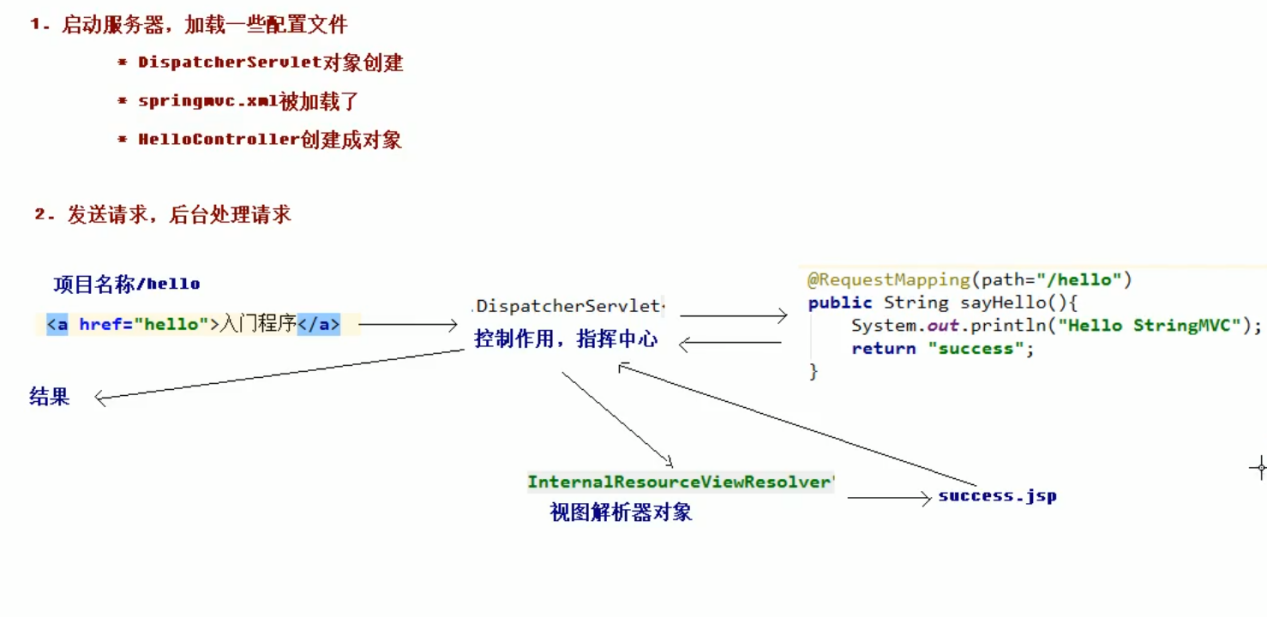 1. 启动服务器，加载一些配置文件
* DispatcherServlet对象创建
* springmvc.xml被加载了
* HelloController创建成对象
2. 发送请求，后台处理请求
项目名称/hello
<a href="hello">入门程序</a>
.DispatcherServlet
控制作用，指挥中心
@RequestMapping(path="/hello")
public String sayHello(){
System.out.println("Hello StringMVC");
return "success";
}
结果
InternalResourceViewResolver"
视图解析器对象
success.jsp